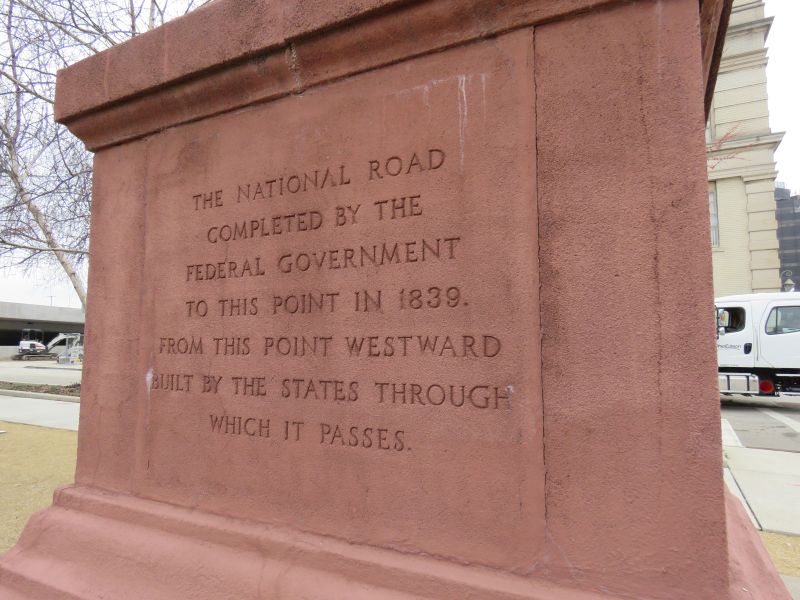 THE NATIONAL ROAD
COMPLETED BY THE
FEDERAL GOVERNMENT
TO THIS POINT IN 1839.
FROM THIS POINT WESTWARD
BUILT BY THE STATES THROUGH
WHICH IT PASSES.